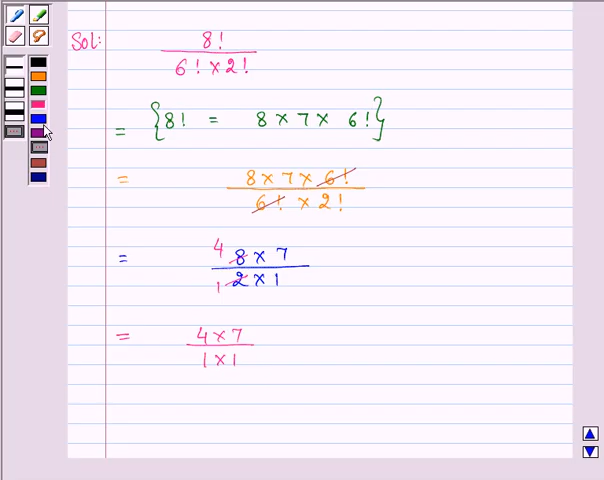 Sol: 8! / 6! × 2!
= {8! = 8 × 7 × 6!}
= 8 × 7 × 6! / 6! × 2!
= 4 8 × 7 / 1 2 × 1
= 4 × 7 / 1 × 1